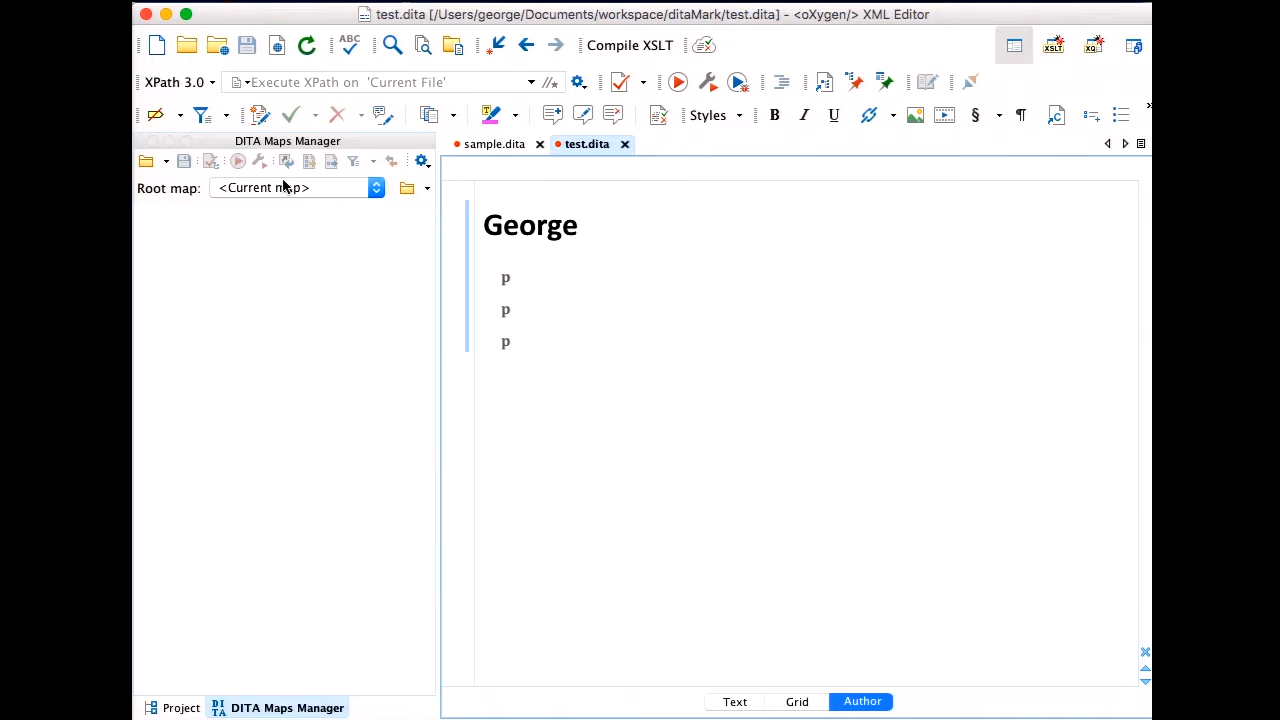 test.dita [/Users/george/Documents/workspace/ditaMark/test.dita] - <oXygen/> XML Editor
ABC
Compile XSLT
XSLT
XQ
XPath 3.0
Execute XPath on 'Current File'
Styles
B I U
DITA Maps Manager
sample.dita
test.dita
Root map:
<Current map>
George
p
p
p
Project
DITA Maps Manager
Text
Grid
Author